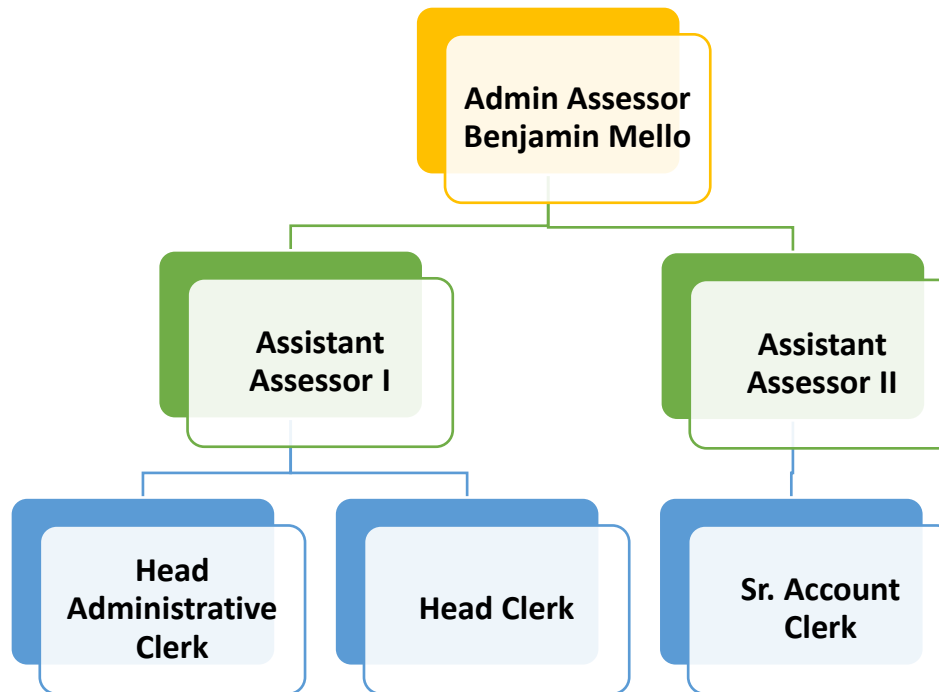 Admin Assessor
Benjamin Mello
Assistant
Assessor I
Assistant
Assessor II
Head
Administrative
Clerk
Head Clerk
Sr. Account
Clerk